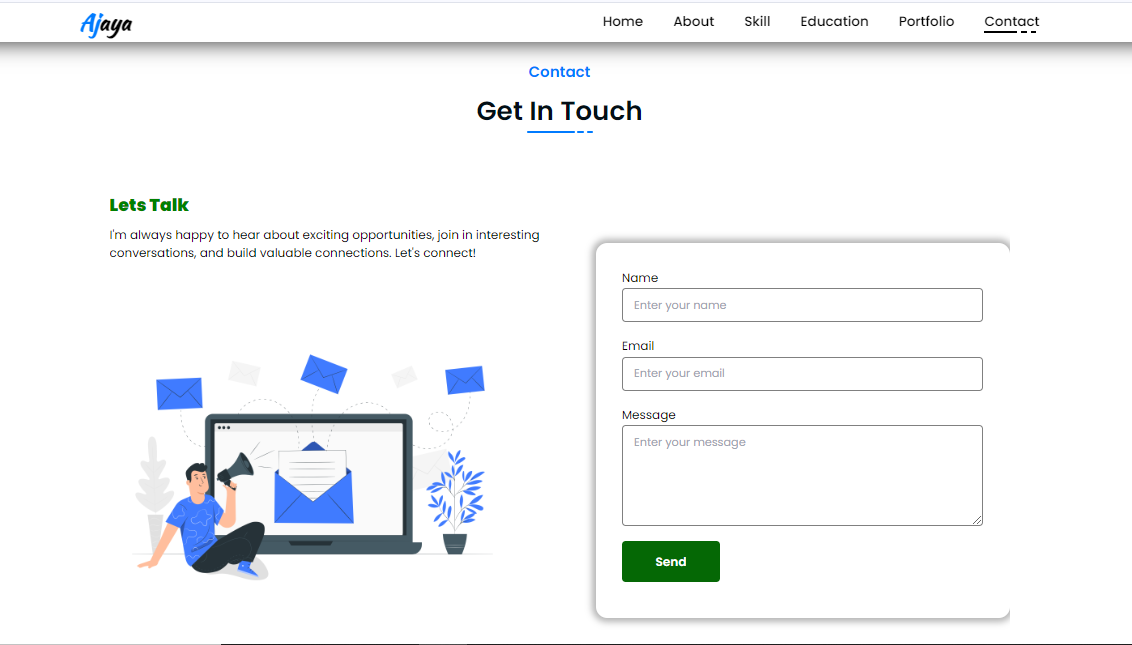 Ajaya
Home About Skill Education Portfolio Contact
Contact
Get In Touch
Lets Talk
I'm always happy to hear about exciting opportunities, join in interesting
conversations, and build valuable connections. Let's connect!
Name
Enter your name
Email
Enter your email
Message
Enter your message
Send